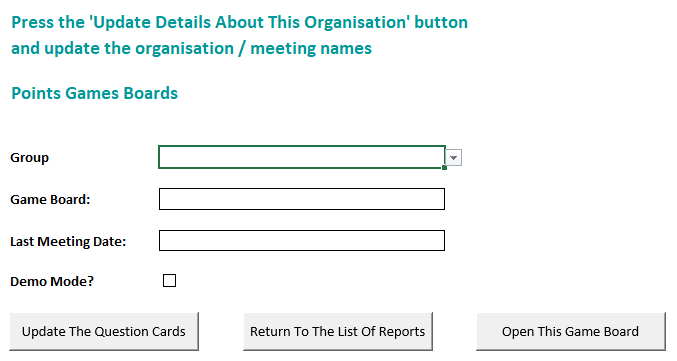 Press the 'Update Details About This Organisation' button
and update the organisation / meeting names
Points Games Boards
Group
Game Board:
Last Meeting Date:
Demo Mode?
Update The Question Cards
Return To The List Of Reports
Open This Game Board